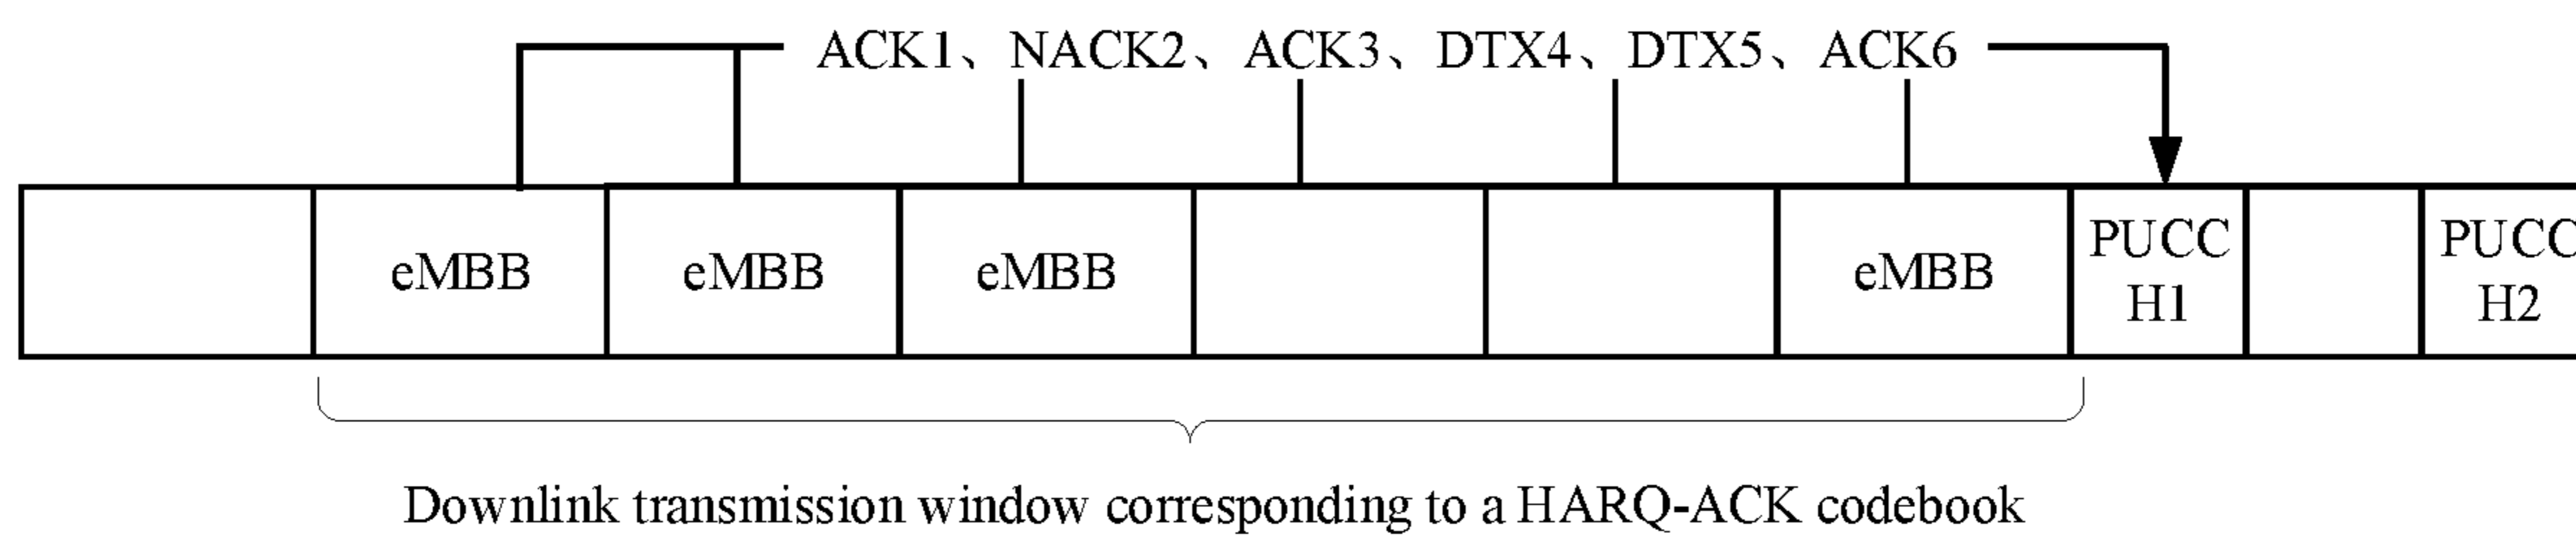 ACK1、NACK2、ACK3、DTX4、DTX5、ACK6
eMBB
eMBB
eMBB
eMBB
PUCC
H1
PUCC
H2
Downlink transmission window corresponding to a HARQ-ACK codebook